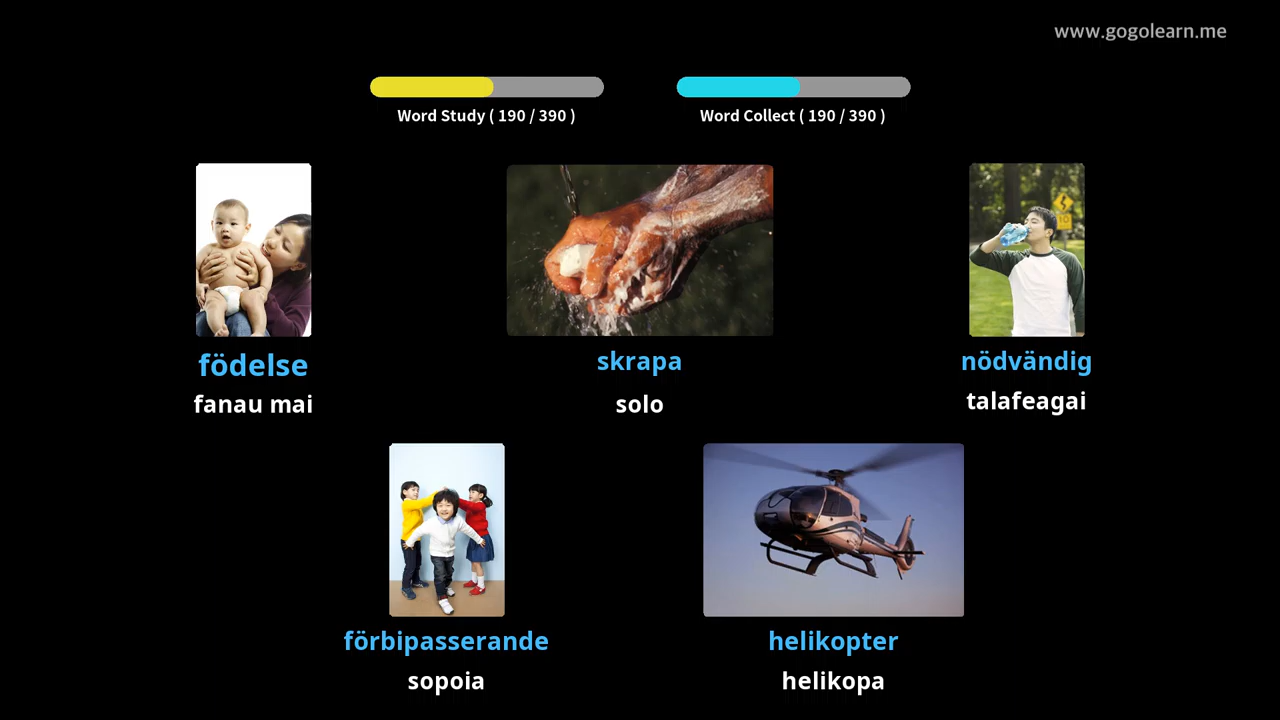 www.gogolearn.me
Word Study ( 190 / 390 )
Word Collect ( 190 / 390 )
födelse
fanau mai
skrapa
solo
nödvändig
talafeagai
förbipasserande
sopoia
helikopter
helikopa